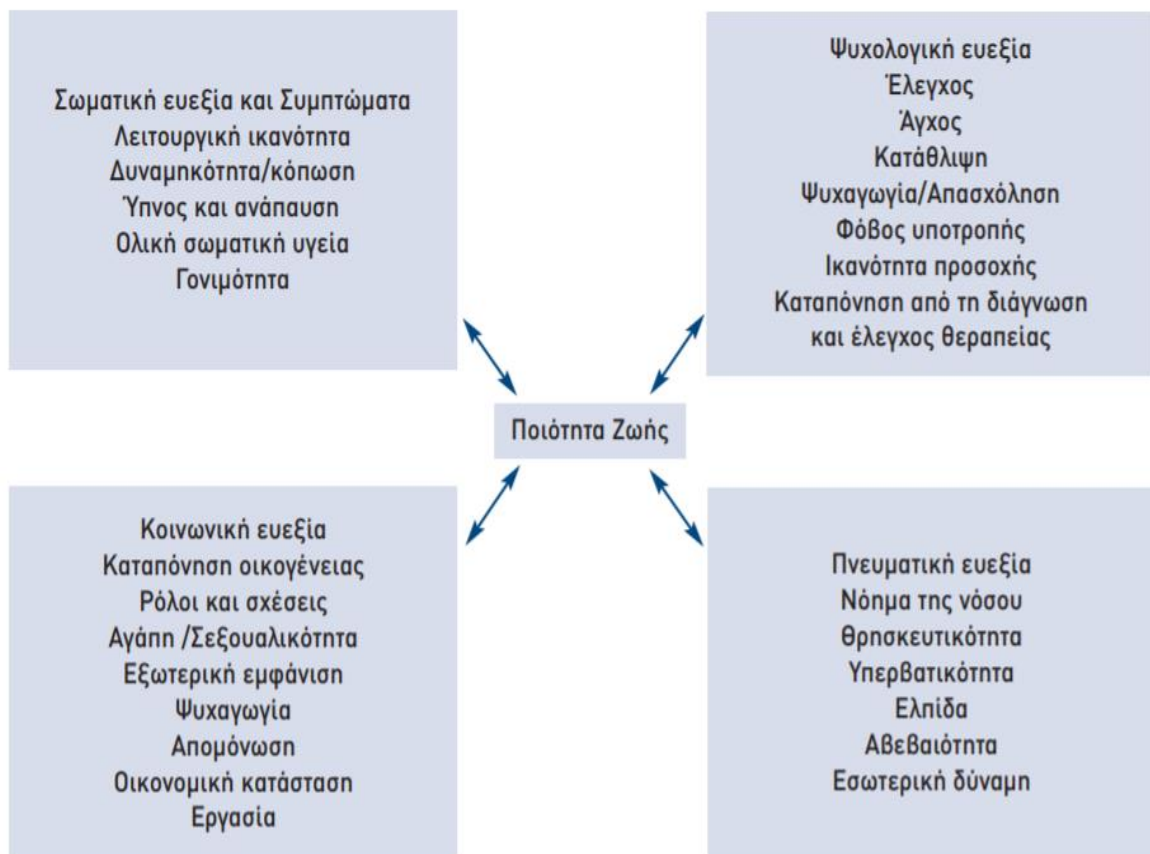 Σωματική ευεξία και Συμπτώματα
Λειτουργική ικανότητα
Δυναμηκότητα/κόπωση
Ύπνος και ανάπαυση
Ολική σωματική υγεία
Γονιμότητα
Ψυχολογική ευεξία
Έλεγχος
Άγχος
Κατάθλιψη
Ψυχαγωγία/Απασχόληση
Φόβος υποτροπής
Ικανότητα προσοχής
Καταπόνηση από τη διάγνωση
και έλεγχος θεραπείας
Ποιότητα Ζωής
Κοινωνική ευεξία
Καταπόνηση οικογένειας
Ρόλοι και σχέσεις
Αγάπη /Σεξουαλικότητα
Εξωτερική εμφάνιση
Ψυχαγωγία
Απομόνωση
Οικονομική κατάσταση
Εργασία
Πνευματική ευεξία
Νόημα της νόσου
Θρησκευτικότητα
Υπερβατικότητα
Ελπίδα
Αβεβαιότητα
Εσωτερική δύναμη